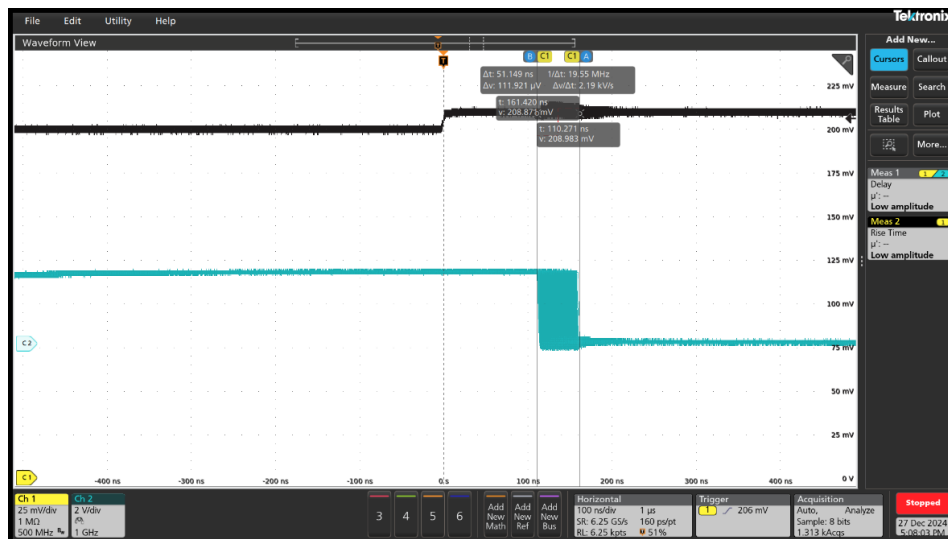 File Edit Utility Help
Tektronix
Waveform View
Add New...
T
B C1 C1 A
Cursors Callout
Δt: 51.149 ns 1/Δt: 19.55 MHz
Δv: 111.921 µV Δv/Δt: 2.19 kV/s
225 mV
Measure Search
t: 161.420 ns
v: 208.871 mV
Results Table Plot
200 mV
t: 110.271 ns
v: 208.983 mV
More...
175 mV
Meas 1 1 2
Delay
µ': --
Low amplitude
150 mV
Meas 2 1
Rise Time
µ': --
Low amplitude
125 mV
100 mV
C2
75 mV
50 mV
25 mV
C1
-400 ns -300 ns -200 ns -100 ns 0.s 100 ns 200 ns 300 ns 400 ns
0 V
Ch 1
25 mV/div
1 MΩ
500 MHz
Ch 2
2 V/div
1 GHz
3 4 5 6
Add New Math
Add New Ref
Add New Bus
Horizontal
100 ns/div 1 µs
SR: 6.25 GS/s 160 ps/pt
RL: 6.25 kpts 51%
Trigger
1 206 mV
Acquisition
Auto, Analyze
Sample: 8 bits
1.313 kAcqs
Stopped
27 Dec 2024
5:08:03 PM